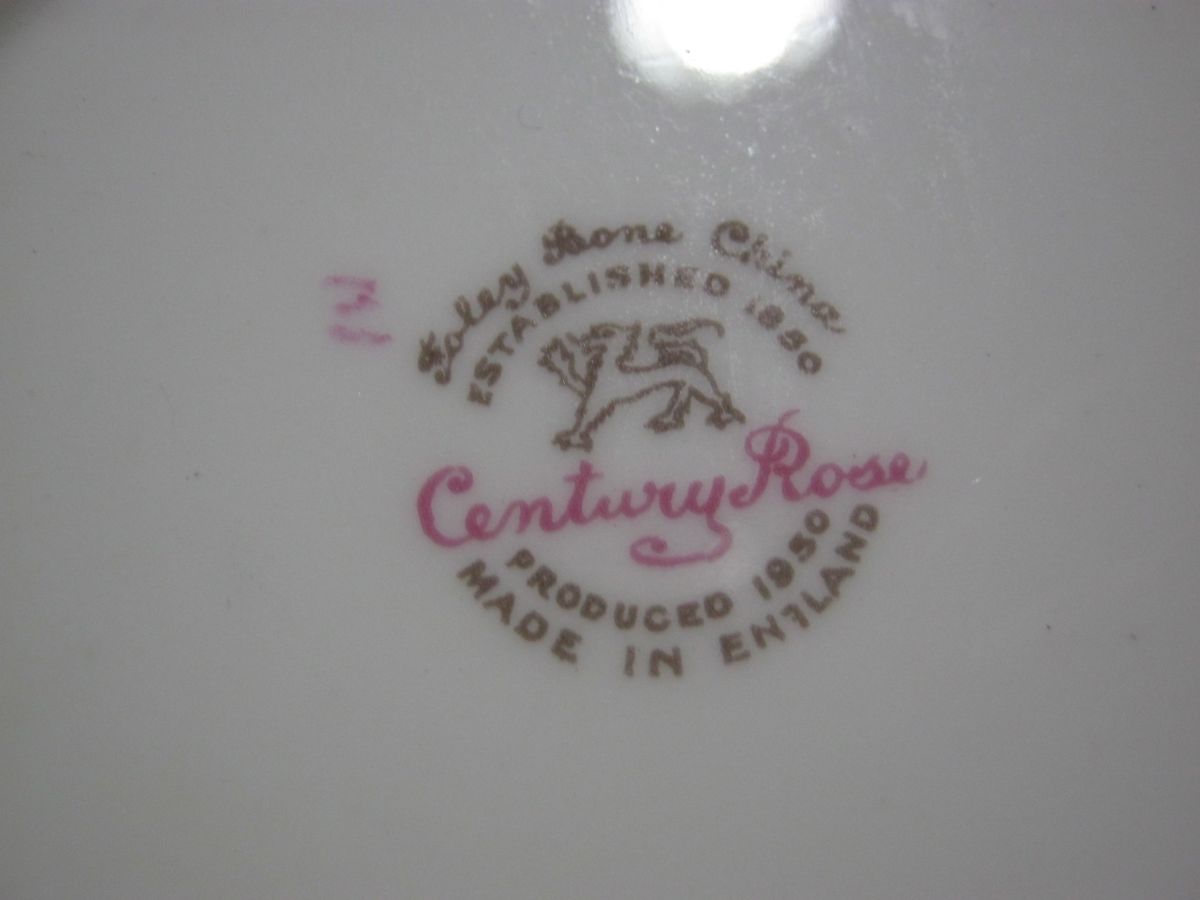 Foley Bone China
ESTABLISHED 1850
Century Rose
PRODUCED 1950
MADE IN ENGLAND